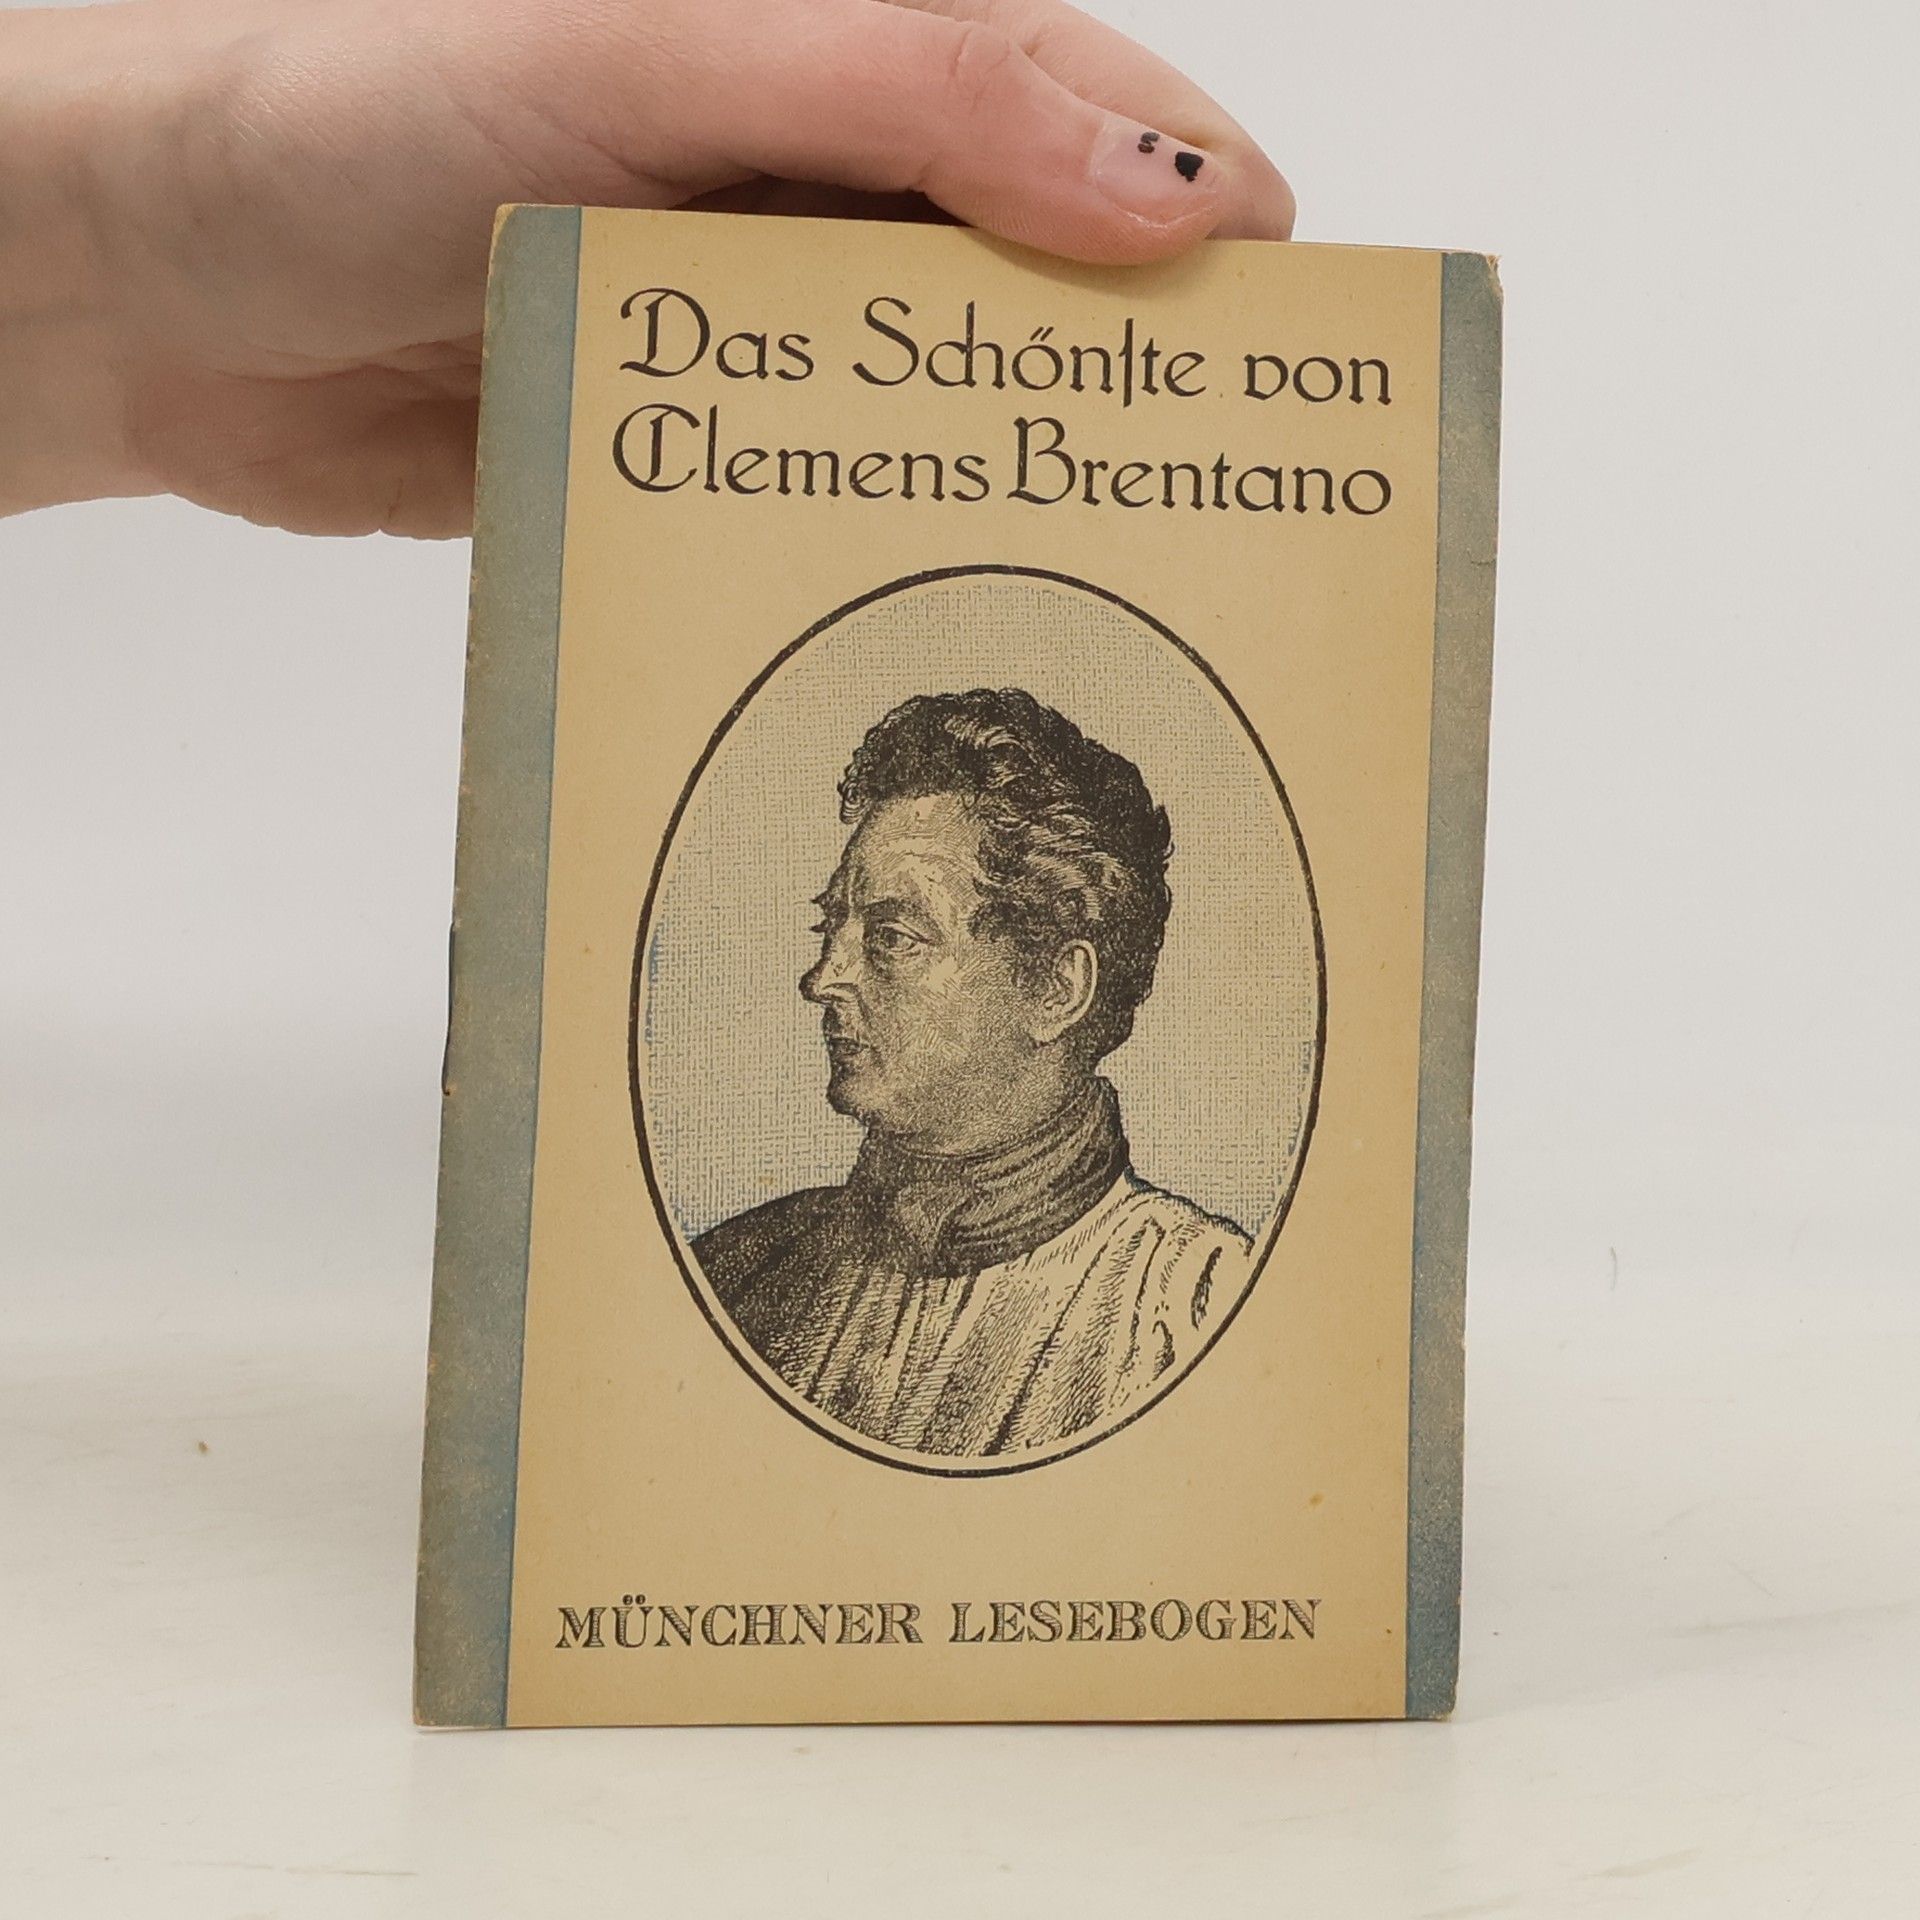 Das Schönſte von
Clemens Brentano
MÜNCHNER LESEBOGEN